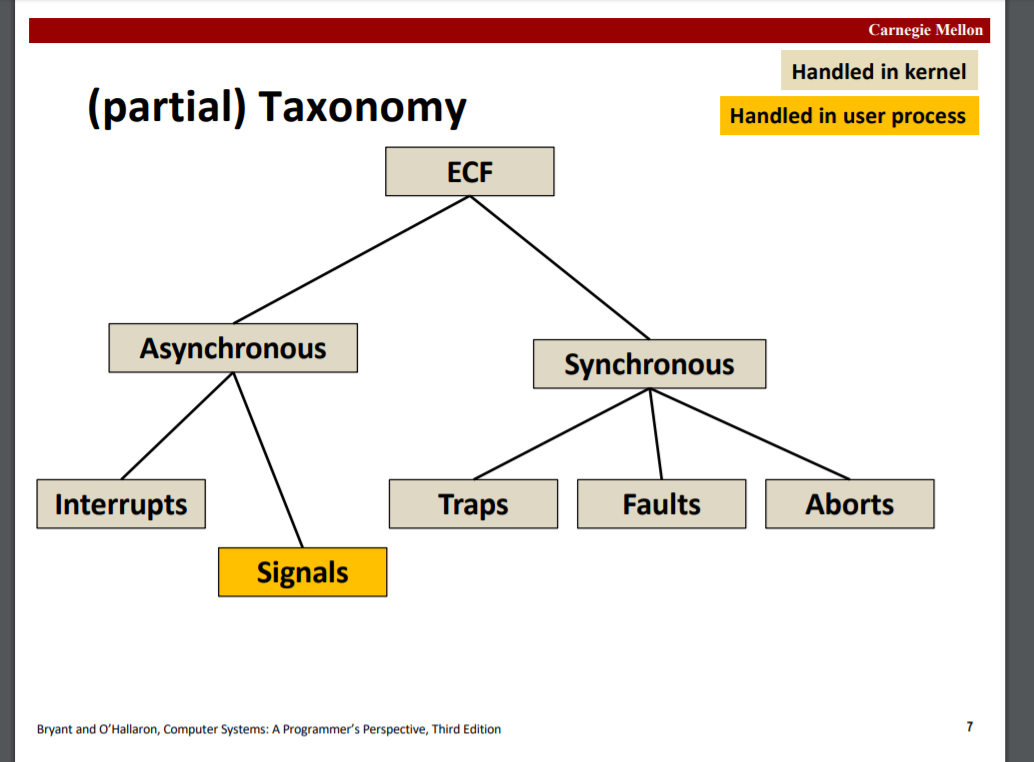 Carnegie Mellon
Handled in kernel
(partial) Taxonomy
Handled in user process
ECF
Asynchronous
Synchronous
Interrupts
Traps
Faults
Aborts
Signals
Bryant and O'Hallaron, Computer Systems: A Programmer's Perspective, Third Edition
7